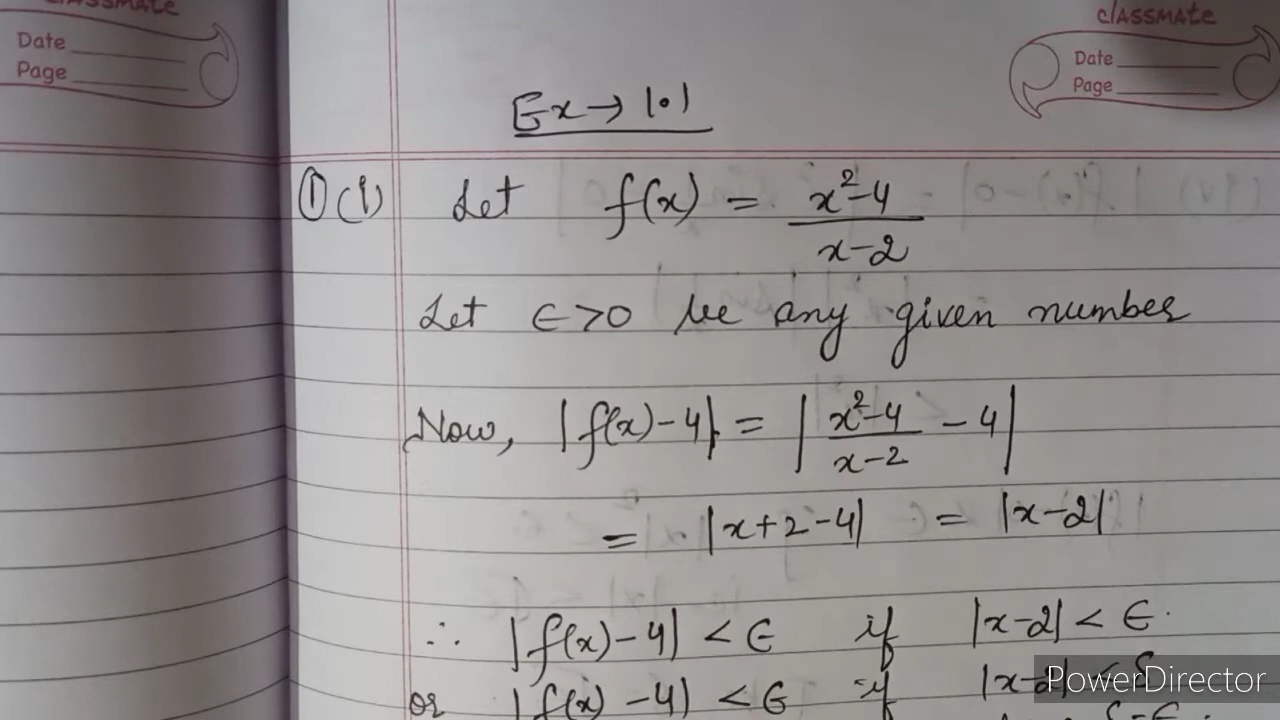 classmate
Date
Page
classmate
Date
Page
Ex → 1.1
① (i) Let f(x) = x²-4 / x-2
Let ϵ>0 be any given number
Now, |f(x)-4| = | x²-4 / x-2 - 4|
= |x+2-4| = |x-2|
∴ |f(x)-4| < ϵ if |x-2| < ϵ.
or |f(x) -4| < ϵ if |x-2| < δ
PowerDirector